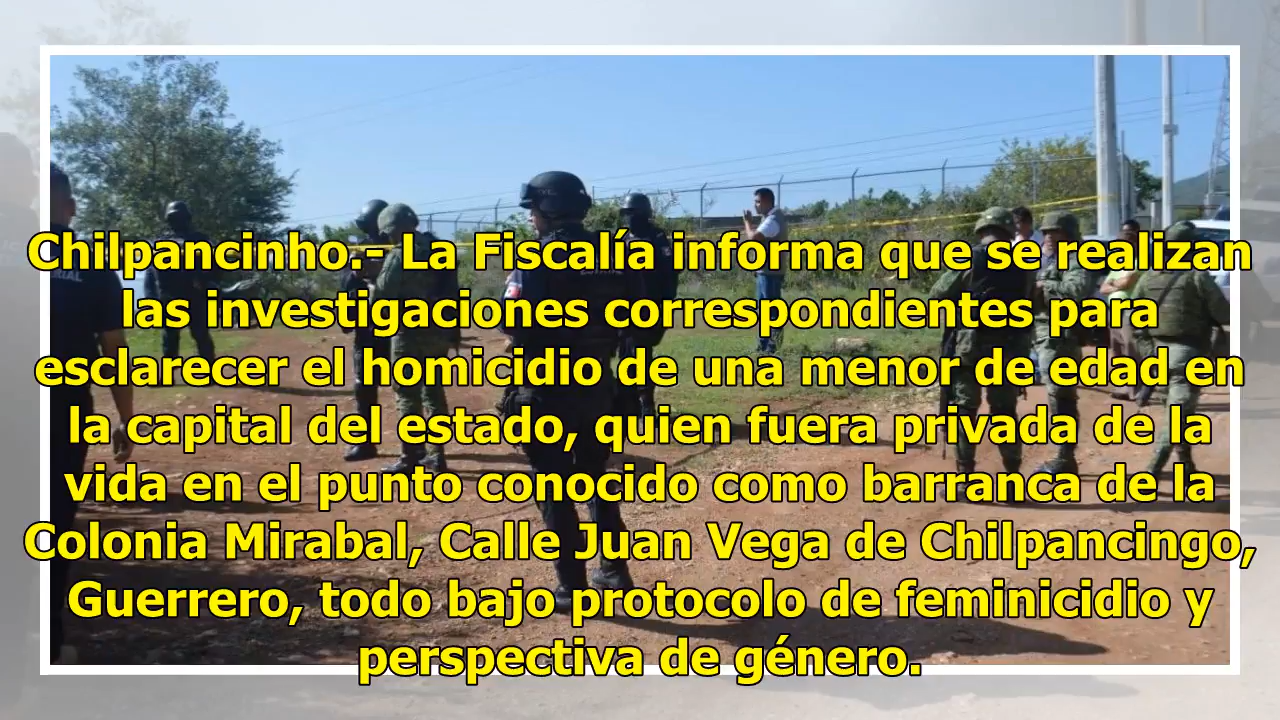 Chilpancinho.- La Fiscalía informa que se realizan
las investigaciones correspondientes para
esclarecer el homicidio de una menor de edad en
la capital del estado, quien fuera privada de la
vida en el punto conocido como barranca de la
Colonia Mirabal, Calle Juan Vega de Chilpancingo,
Guerrero, todo bajo protocolo de feminicidio y
perspectiva de género.